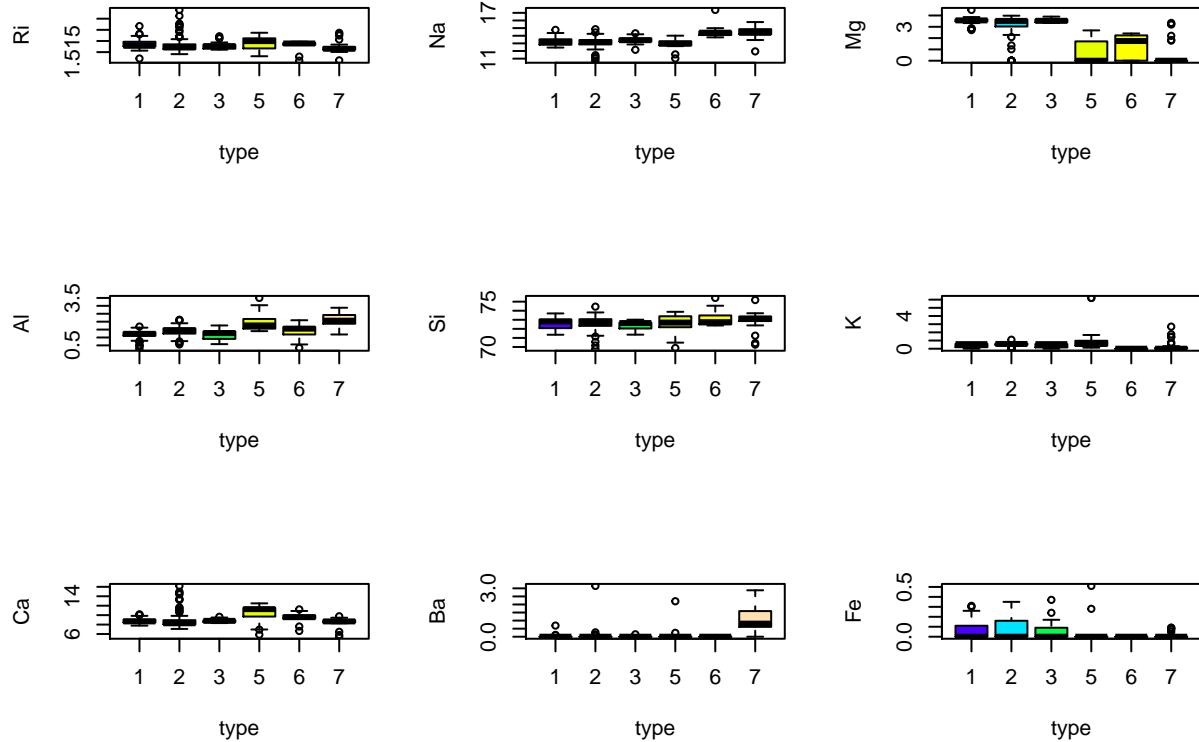 Ri
1.515
1 2 3 5 6 7
type
Na
11 17
1 2 3 5 6 7
type
Mg
0 3
1 2 3 5 6 7
type
Al
0.5 3.5
1 2 3 5 6 7
type
Si
70 75
1 2 3 5 6 7
type
K
0 4
1 2 3 5 6 7
type
Ca
6 14
1 2 3 5 6 7
type
Ba
0.0 3.0
1 2 3 5 6 7
type
Fe
0.0 0.5
1 2 3 5 6 7
type